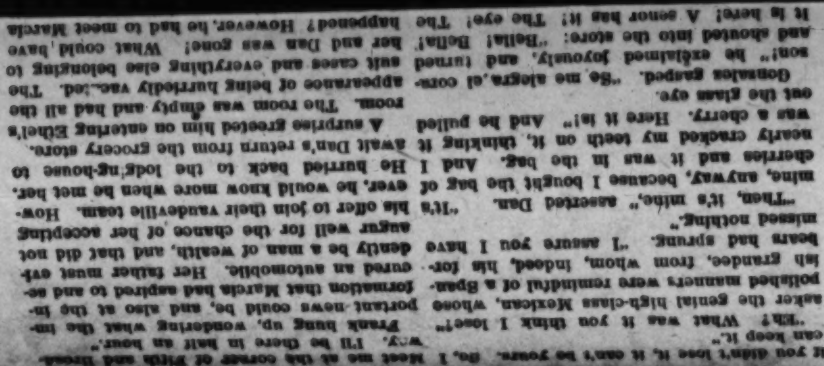 If you didn't lose it, it can't be yours. So, I
can keep it."
"Eh? What was it you think I lose?"
asker the genial high-class Mexican, whose
polished manners were remindful of a Span-
ish grandee, from whom, indeed, his for-
bears had sprung. "I assure you I have
missed nothing."
"Then, it's mine," asserted Dan. "It's
mine, anyway, because I bought the bag of
cherries and it was in the bag. And I
nearly cracked my teeth on it, thinking it
was a cherry. Here it is!" And he pulled
out the glass eye.
Gonzales gasped. "Se me alegra el cora-
son!" he exclaimed joyously, and turned
and shouted into the store: "Bella! Bella!
It is here! A senor has it! The eye! The
Meet me at the corner of Fifth and Broad-
way. I'll be there in half an hour."
Frank hung up, wondering what the im-
portant news could be, and also at the in-
formation that Marcia had aspired to and se-
cured an automobile. Her father must evi-
dently be a man of wealth, and that did not
augur well for the chance of her accepting
his offer to join their vaudeville team. How-
ever, he would know more when he met her.
He hurried back to the lodging-house to
await Dan's return from the grocery store.
A surprise greeted him on entering Ethel's
room. The room was empty and had all the
appearance of being hurriedly vacated. The
suit cases and everything else belonging to
her and Dan was gone! What could have
happened? However, he had to meet Marcia